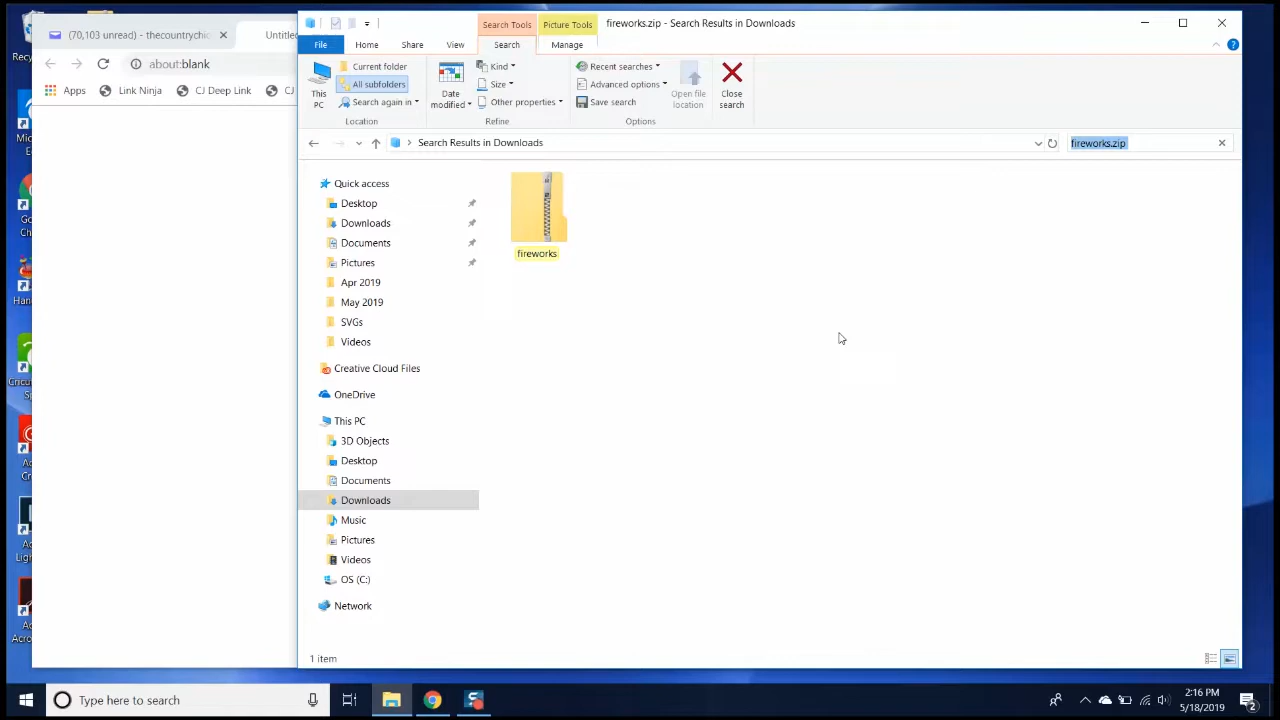 Search Tools Picture Tools fireworks.zip - Search Results in Downloads
(70,103 unread) - thecountrychic
File Home Share View Search Manage
about:blank
Current folder
All subfolders
Search again in
This PC
Location
Date modified
Kind
Size
Other properties
Refine
Recent searches
Advanced options
Save search
Open file location
Options
Close search
Apps Link Ninja CJ Deep Link CJ
Search Results in Downloads
fireworks.zip
Quick access
Desktop
Downloads
Documents
Pictures
Apr 2019
May 2019
SVGs
Videos
Creative Cloud Files
OneDrive
This PC
3D Objects
Desktop
Documents
Downloads
Music
Pictures
Videos
OS (C:)
Network
fireworks
1 item
Type here to search
2:16 PM
5/18/2019
2